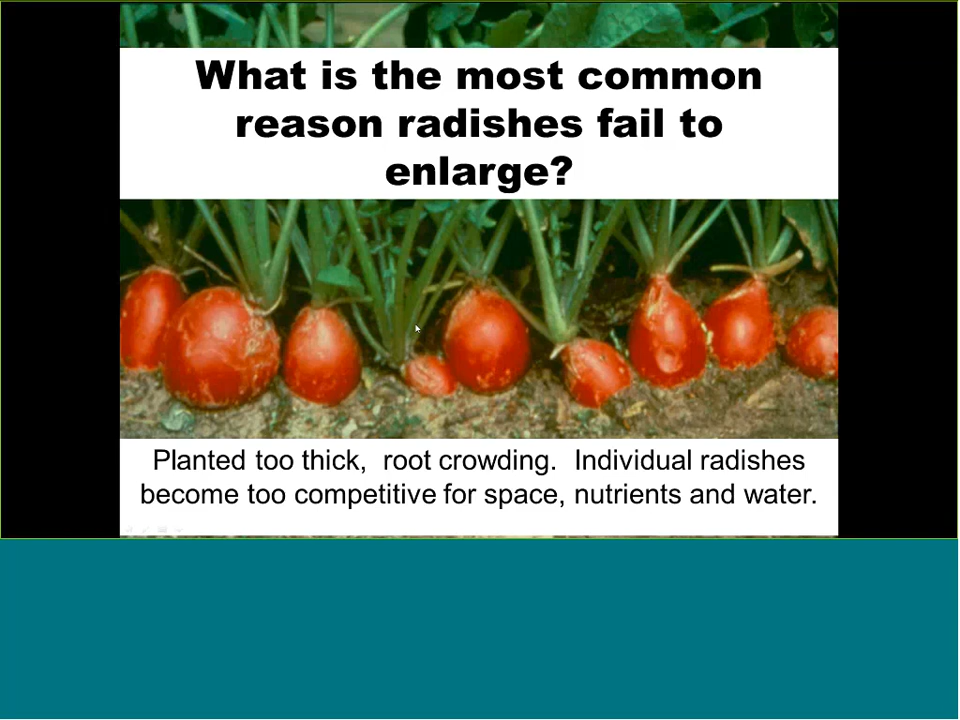 What is the most common
reason radishes fail to
enlarge?
Planted too thick,  root crowding.  Individual radishes
become too competitive for space, nutrients and water.